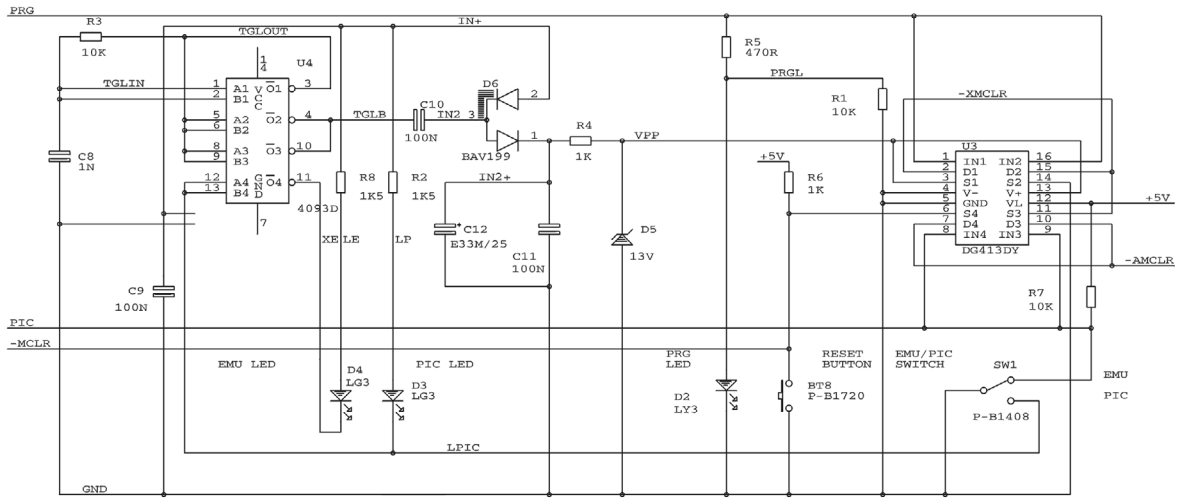 PRG
R3
10K
TGLOUT
IN+
U4
1
4
R5
470R
PRGL
D6
2
TGLIN
1 A1 V O1 3
2 B1 C
C
5 A2 O2 4
6 B2
8 A3 O3 10
9 B3
12 A4 G O4 11
13 B4 N
D
4093D
7
TGLB
C10
100N
IN2 3
1
BAV199
R4
1K
VPP
R1
10K
-XMCLR
U3
1 IN1 IN2 16
2 D1 D2 15
3 S1 S2 14
4 V- V+ 13
5 GND VL 12
6 S4 S3 11
7 D4 D3 10
8 IN4 IN3 9
DG413DY
+5V
+5V
R6
1K
C8
1N
R8
1K5
R2
1K5
IN2+
C12
E33M/25
C11
100N
D5
13V
XELE
LP
-AMCLR
C9
100N
R7
10K
PIC
-MCLR
EMU LED
PIC LED
PRG
LED
RESET
BUTTON
EMU/PIC
SWITCH
SW1
EMU
PIC
P-B1408
D4
LG3
D3
LG3
D2
LY3
BT8
P-B1720
LPIC
GND